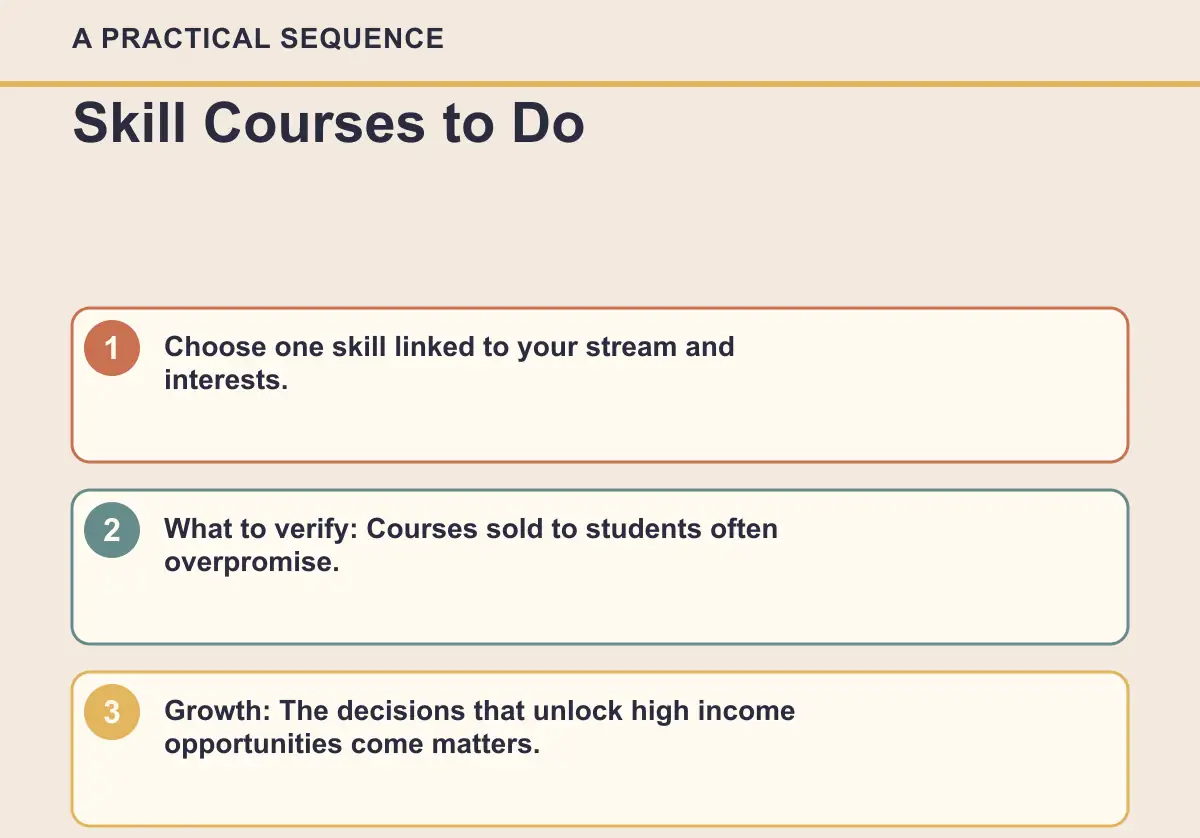 A PRACTICAL SEQUENCE
Skill Courses to Do
1
Choose one skill linked to your stream and
interests.
2
What to verify: Courses sold to students often
overpromise.
3
Growth: The decisions that unlock high income
opportunities come matters.